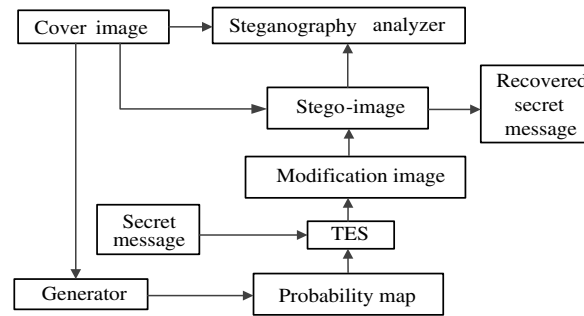 Cover image
Steganography analyzer
Stego-image
Recovered
secret
message
Modification image
Secret
message
TES
Generator
Probability map